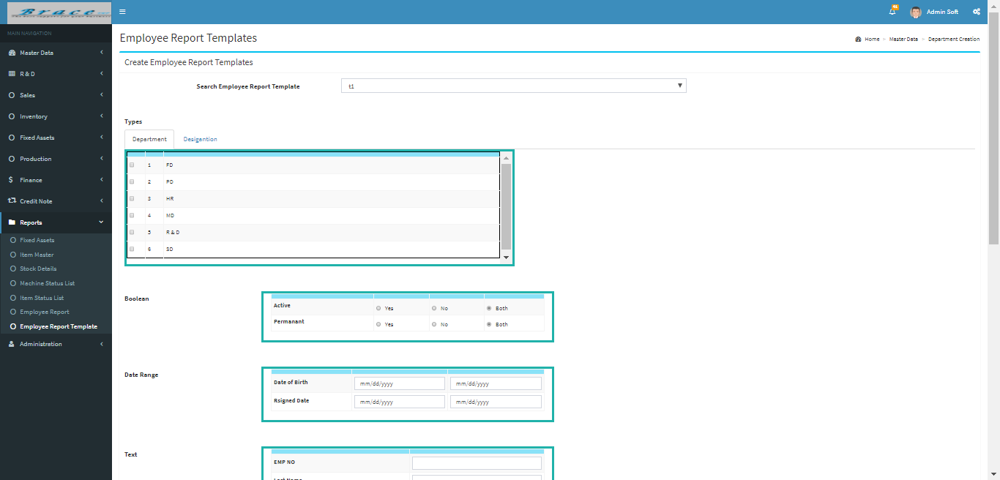 Brace
Admin Soft
MAIN NAVIGATION
Master Data
R & D
Sales
Inventory
Fixed Assets
Production
Finance
Credit Note
Reports
Fixed Assets
Item Master
Stock Details
Machine Status List
Item Status List
Employee Report
Employee Report Template
Administration
Employee Report Templates
Home > Master Data > Department Creation
Create Employee Report Templates
Search Employee Report Template t1
Types
Department Desigantion
1 FD
2 PD
3 HR
4 MD
5 R & D
6 SD
Boolean
Active Yes No Both
Permanant Yes No Both
Date Range
Date of Birth mm/dd/yyyy mm/dd/yyyy
Rsigned Date mm/dd/yyyy mm/dd/yyyy
Text
EMP NO
Last Name